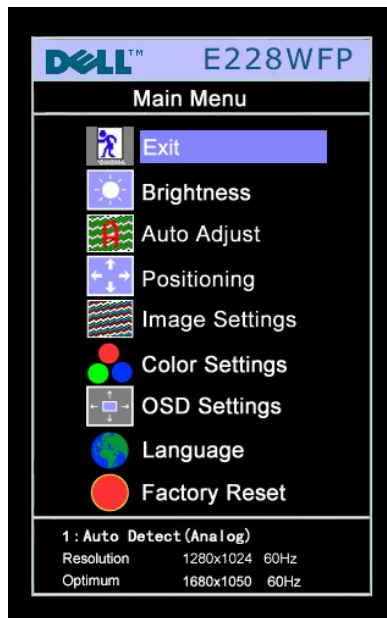 DELL™ E228WFP
Main Menu
Exit
Brightness
A
Auto Adjust
Positioning
Image Settings
Color Settings
OSD Settings
Language
Factory Reset
1:Auto Detect(Analog)
Resolution 1280x1024 60Hz
Optimum 1680x1050 60Hz